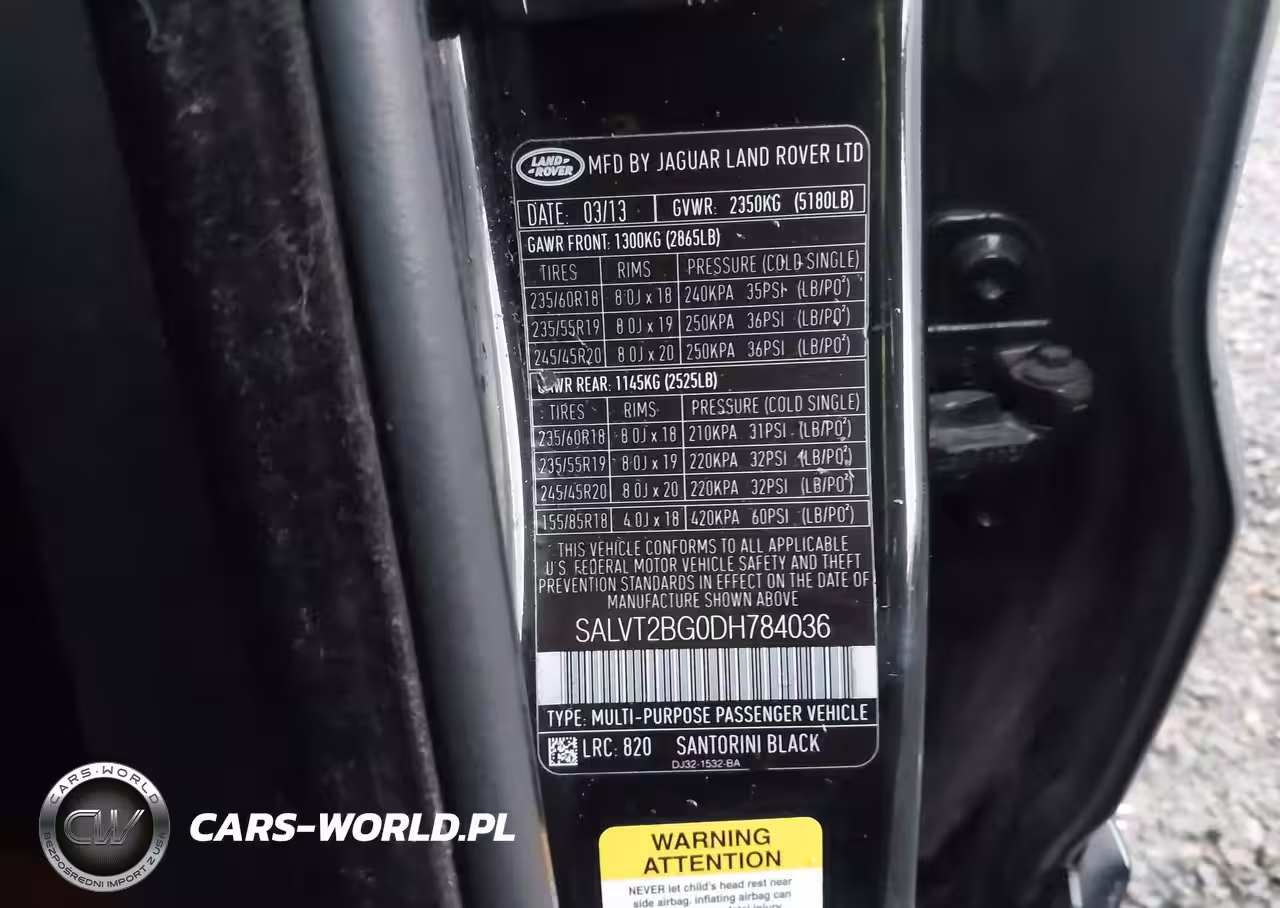 LAND-
-ROVER
MFD BY JAGUAR LAND ROVER LTD
DATE: 03/13 GVWR: 2350KG (5180LB)
GAWR FRONT: 1300KG (2865LB)
TIRES RIMS PRESSURE (COLD SINGLE)
235/60R18 8.0J x 18 240KPA 35PSI (LB/PO²)
235/55R19 8.0J x 19 250KPA 36PSI (LB/PO²)
245/45R20 8.0J x 20 250KPA 36PSI (LB/PO²)
GAWR REAR: 1145KG (2525LB)
TIRES RIMS PRESSURE (COLD SINGLE)
235/60R18 8.0J x 18 210KPA 31PSI (LB/PO²)
235/55R19 8.0J x 19 220KPA 32PSI (LB/PO²)
245/45R20 8.0J x 20 220KPA 32PSI (LB/PO²)
155/85R18 4.0J x 18 420KPA 60PSI (LB/PO²)
THIS VEHICLE CONFORMS TO ALL APPLICABLE
U.S. FEDERAL MOTOR VEHICLE SAFETY AND THEFT
PREVENTION STANDARDS IN EFFECT ON THE DATE OF
MANUFACTURE SHOWN ABOVE
SALVT2BG0DH784036
TYPE: MULTI-PURPOSE PASSENGER VEHICLE
LRC: 820 SANTORINI BLACK
DJ32-1532-BA
WARNING
ATTENTION
NEVER let child's head rest near
side airbag. inflating airbag can
CARS-WORLD
CW
BEZPOŚREDNI IMPORT Z USA
CARS-WORLD.PL